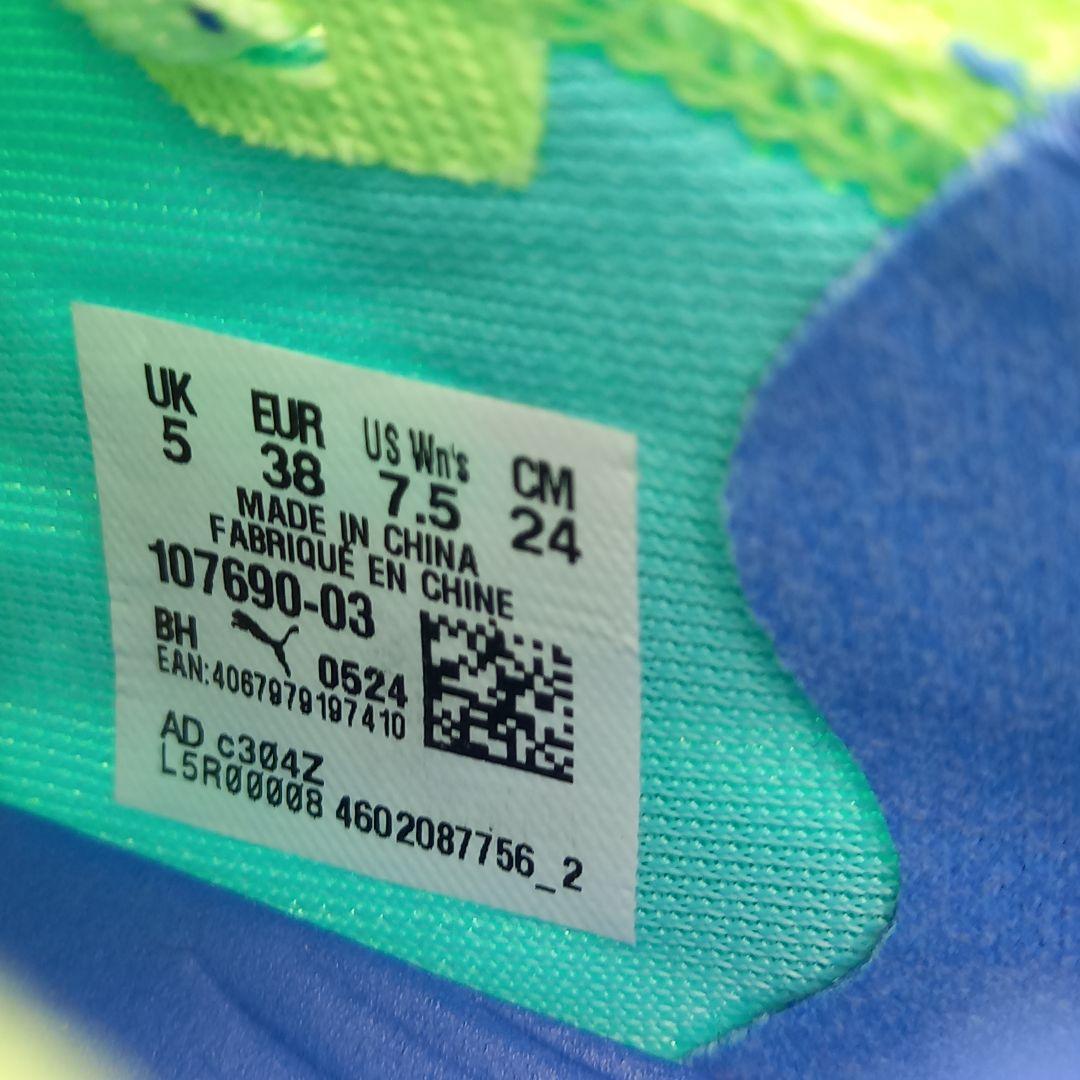 UK EUR US Wn's CM
5 38 7.5 24
MADE IN CHINA
FABRIQUÉ EN CHINE
107690-03
BH 0524
EAN:4067979197410
AD c304Z
L5R00008 4602087756_2